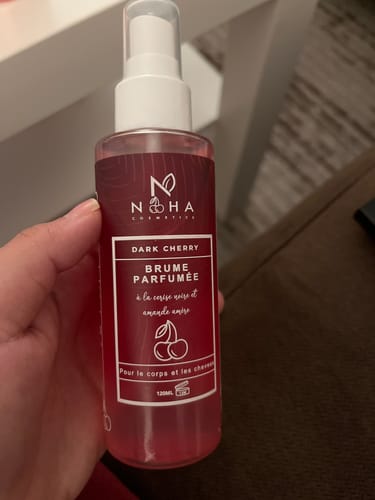 NOHA
COSMETICS
DARK CHERRY
BRUME
PARFUMÉE
à la cerise noire et
amande amère
Pour le corps et les cheveux
120ML